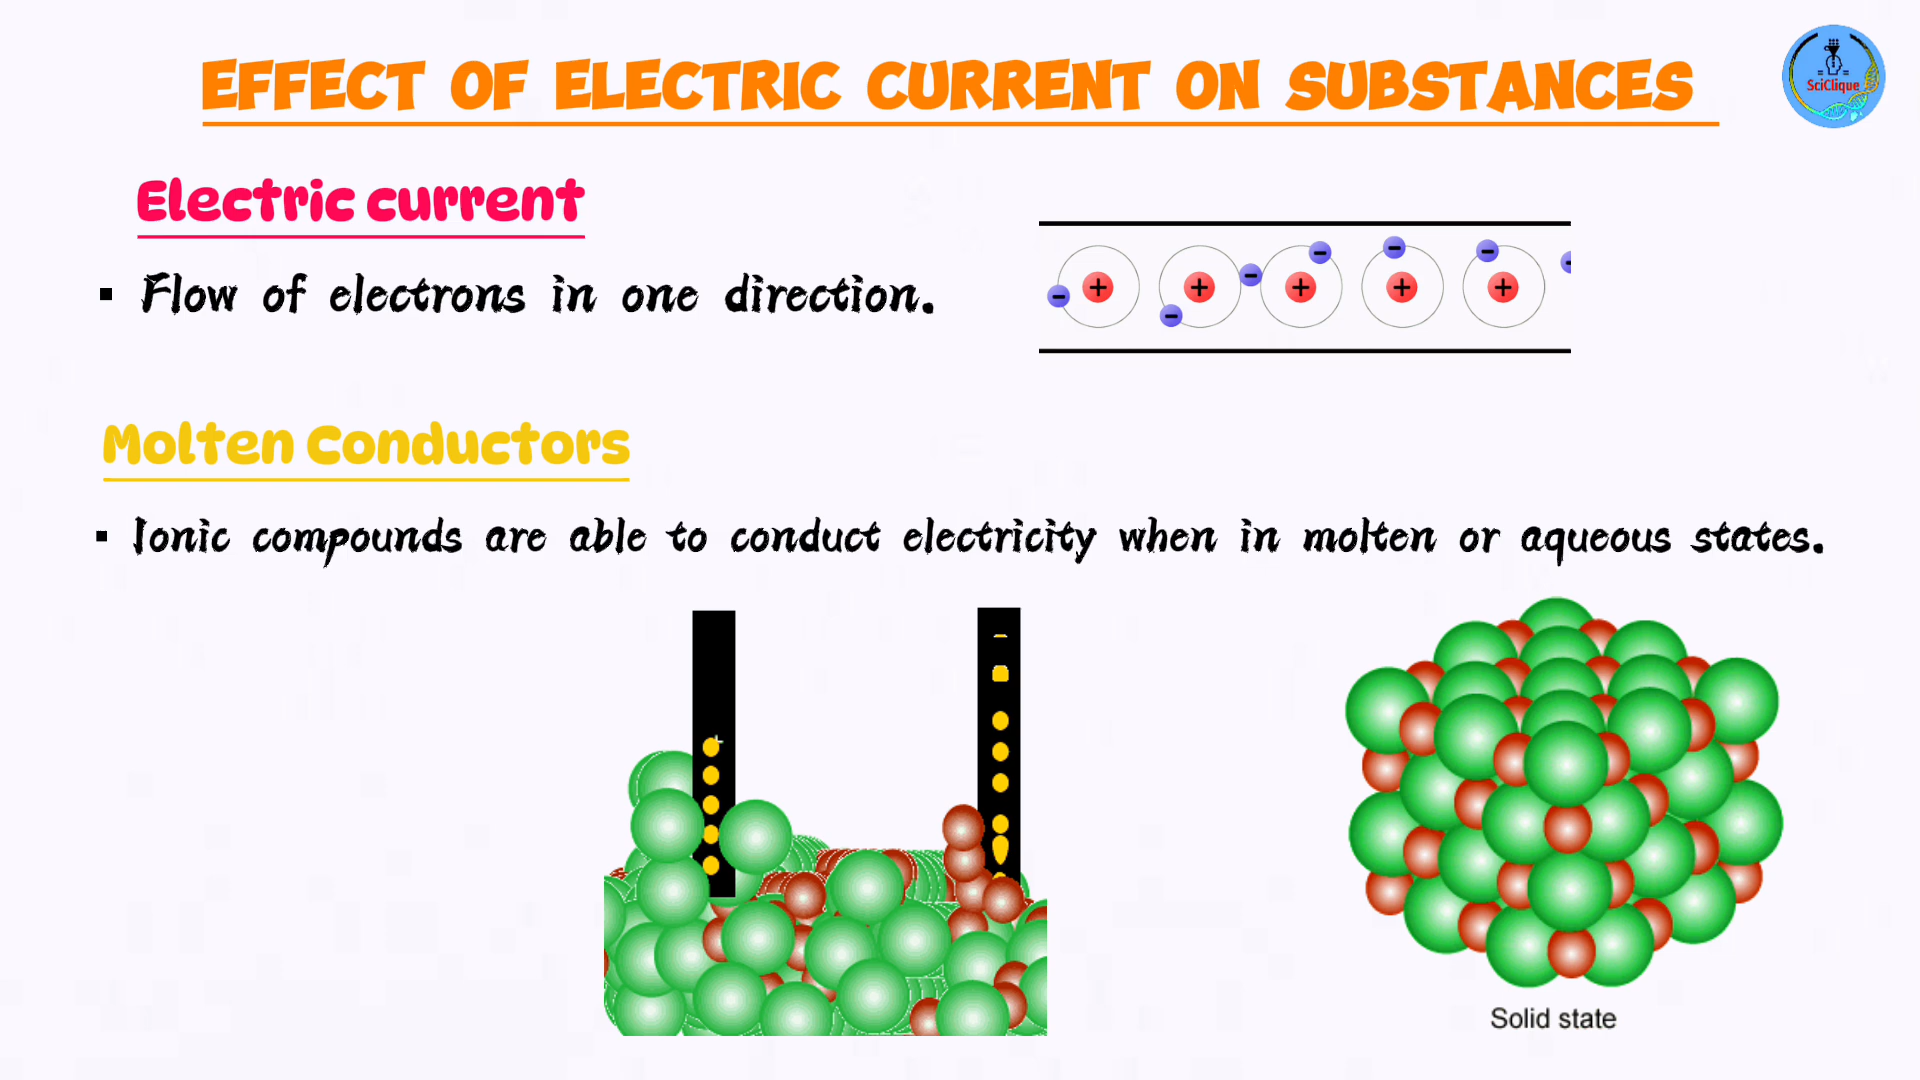 EFFECT OF ELECTRIC CURRENT ON SUBSTANCES
SciClique
Electric current
▪ Flow of electrons in one direction.
- + + - + - + - + - -
-
Molten Conductors
▪ Ionic compounds are able to conduct electricity when in molten or aqueous states.
+
Solid state